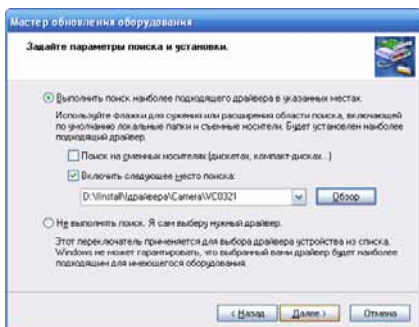 Мастер обновления оборудования
Задайте параметры поиска и установки.
Выполнить поиск наиболее подходящего драйвера в указанных местах.
Используйте флажки для сужения или расширения области поиска, включающей
по умолчанию локальные папки и съемные носители. Будет установлен наиболее
подходящий драйвер.
Поиск на сменных носителях (дискетах, компакт-дисках...)
Включить следующее место поиска:
D:\!Install\Драйвера\Camera\VC0321
Обзор
Не выполнять поиск. Я сам выберу нужный драйвер.
Этот переключатель применяется для выбора драйвера устройства из списка.
Windows не может гарантировать, что выбранный вами драйвер будет наиболее
подходящим для имеющегося оборудования.
< Назад
Далее >
Отмена